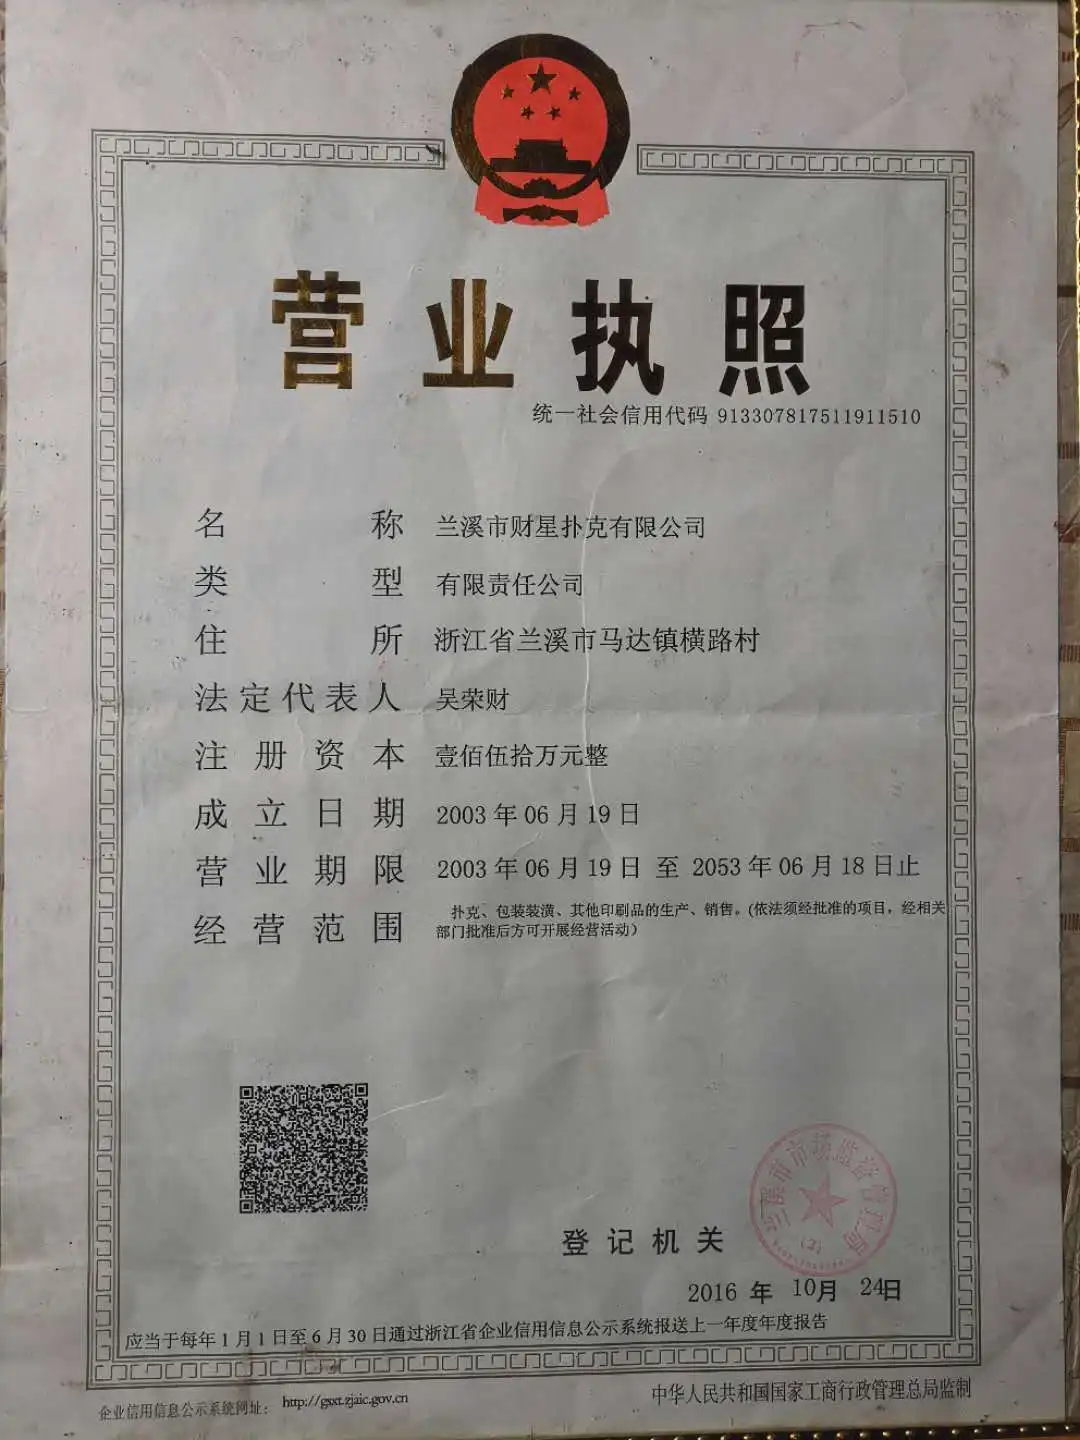 营业执照
统一社会信用代码 913307817511911510
名称 兰溪市财星扑克有限公司
类型 有限责任公司
住所 浙江省兰溪市马达镇横路村
法定代表人 吴荣财
注册资本 壹佰伍拾万元整
成立日期 2003年06月19日
营业期限 2003年06月19日 至 2053年06月18日止
经营范围 扑克、包装装潢、其他印刷品的生产、销售。(依法须经批准的项目，经相关
部门批准后方可开展经营活动)
兰溪市市场监督管理局
(2)
登记机关
2016 年 10月 24日
应当于每年1月1日至6月30日通过浙江省企业信用信息公示系统报送上一年度年度报告
企业信用信息公示系统网址： http://gsxt.zjaic.gov.cn
中华人民共和国国家工商行政管理总局监制